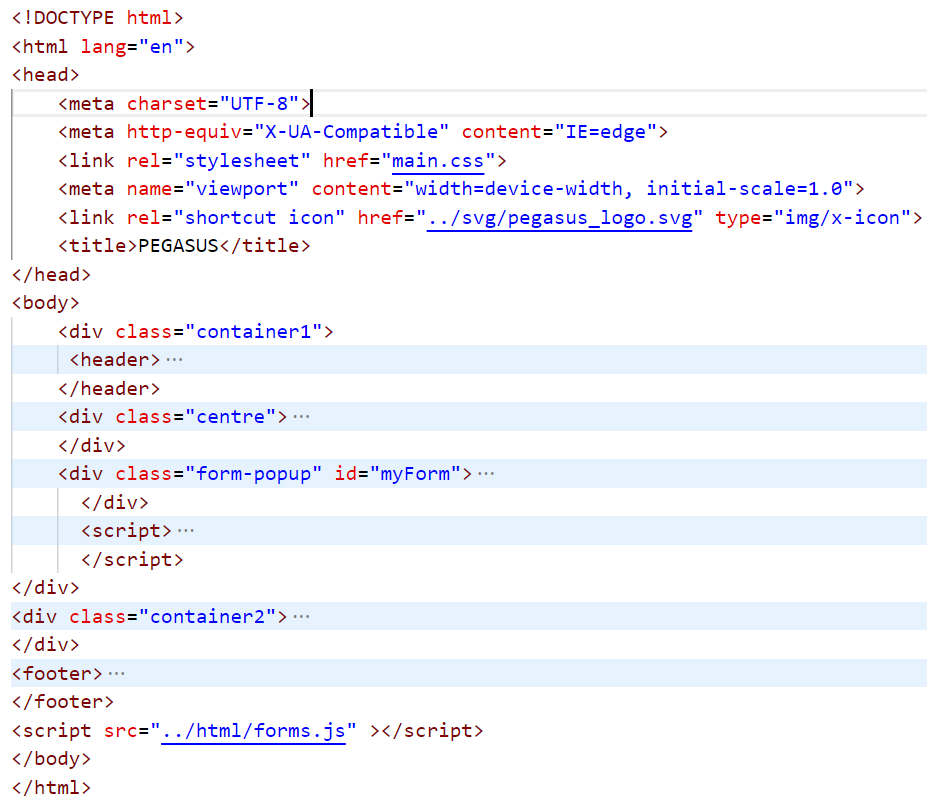 <!DOCTYPE html>
<html lang="en">
<head>
    <meta charset="UTF-8">
    <meta http-equiv="X-UA-Compatible" content="IE=edge">
    <link rel="stylesheet" href="main.css">
    <meta name="viewport" content="width=device-width, initial-scale=1.0">
    <link rel="shortcut icon" href="../svg/pegasus_logo.svg" type="img/x-icon">
    <title>PEGASUS</title>
</head>
<body>
    <div class="container1">
     <header>···
    </header>
    <div class="centre">···
    </div>
    <div class="form-popup" id="myForm">···
      </div>
      <script>···
      </script>
</div>
<div class="container2">···
</div>
<footer>···
</footer>
<script src="../html/forms.js" ></script>
</body>
</html>